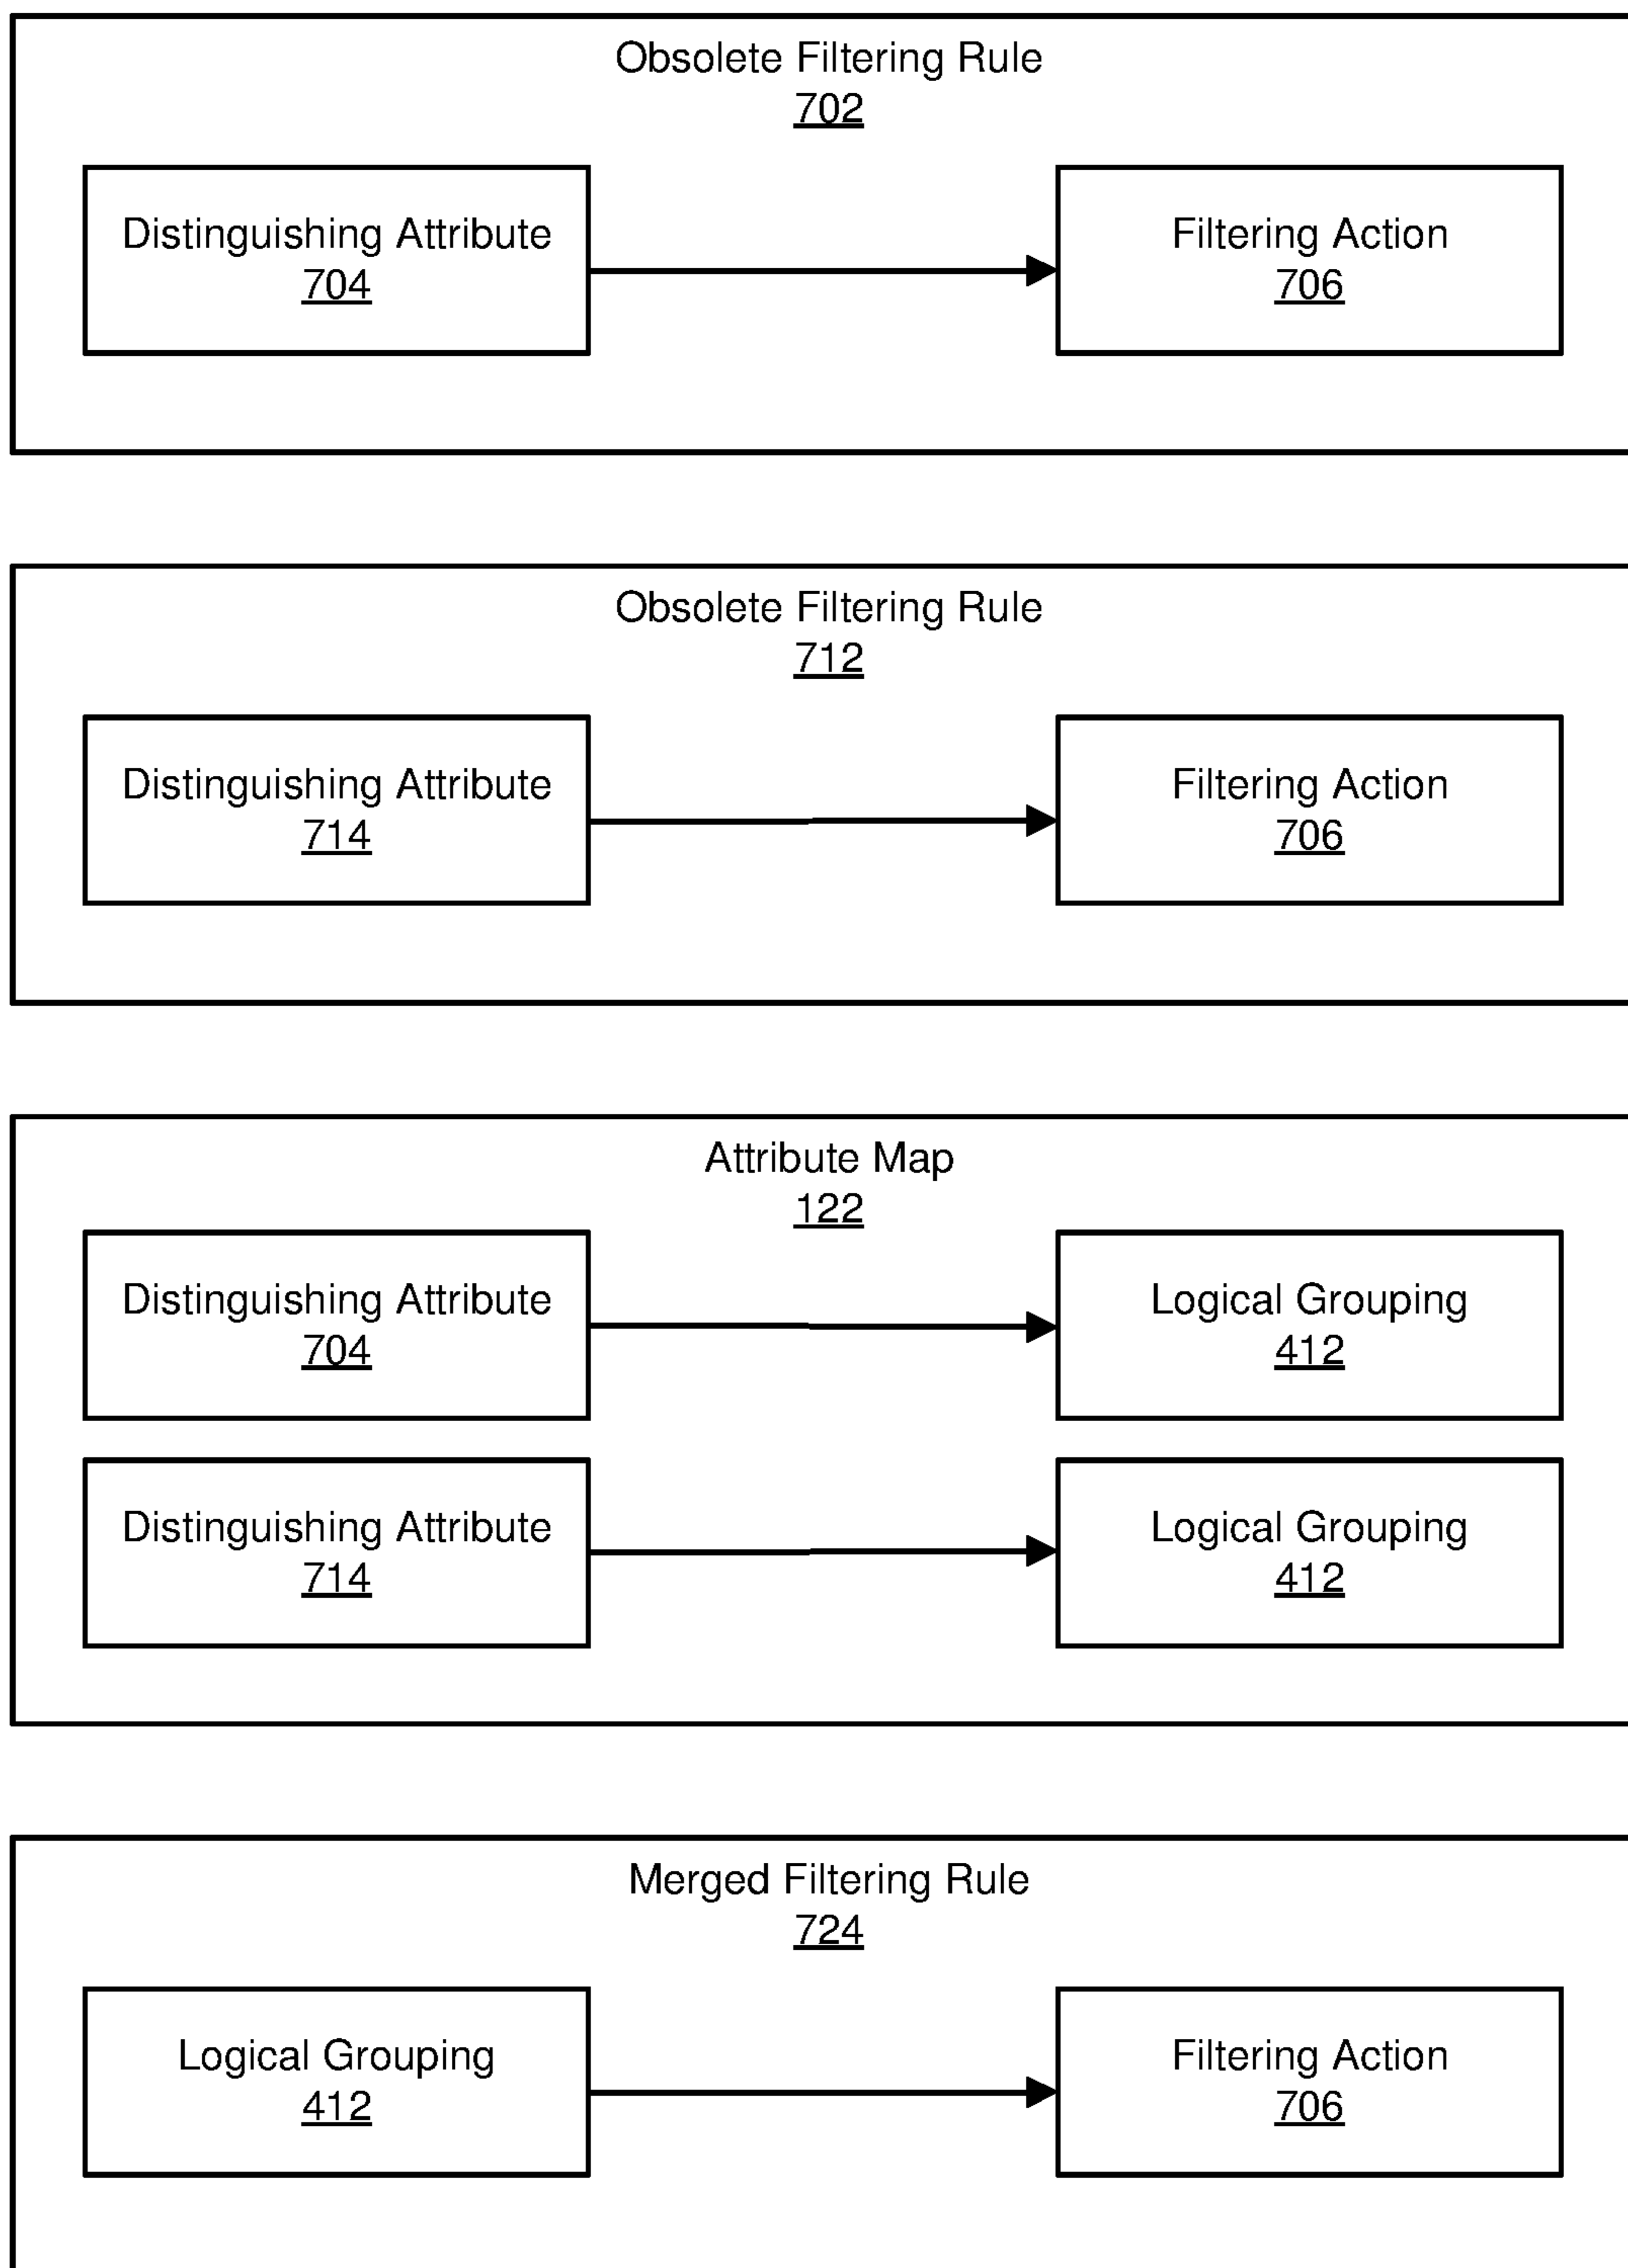 Obsolete Filtering Rule
702
Distinguishing Attribute
704
Filtering Action
706
Obsolete Filtering Rule
712
Distinguishing Attribute
714
Filtering Action
706
Attribute Map
122
Distinguishing Attribute
704
Logical Grouping
412
Distinguishing Attribute
714
Logical Grouping
412
Merged Filtering Rule
724
Logical Grouping
412
Filtering Action
706